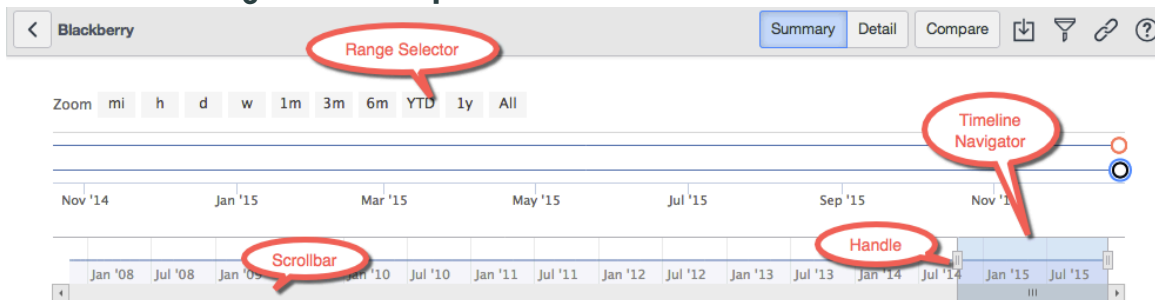 Blackberry
Summary Detail Compare
Range Selector
Zoom mi h d w 1m 3m 6m YTD 1y All
Timeline
Navigator
Nov '14 Jan '15 Mar '15 May '15 Jul '15 Sep '15
Handle
Scrollbar
Jan '08 Jul '08 Jul '10 Jan '11 Jul '11 Jan '12 Jul '12 Jan '13 Jul '13 Jan '14 Jul '14 Jan '15 Jul '15